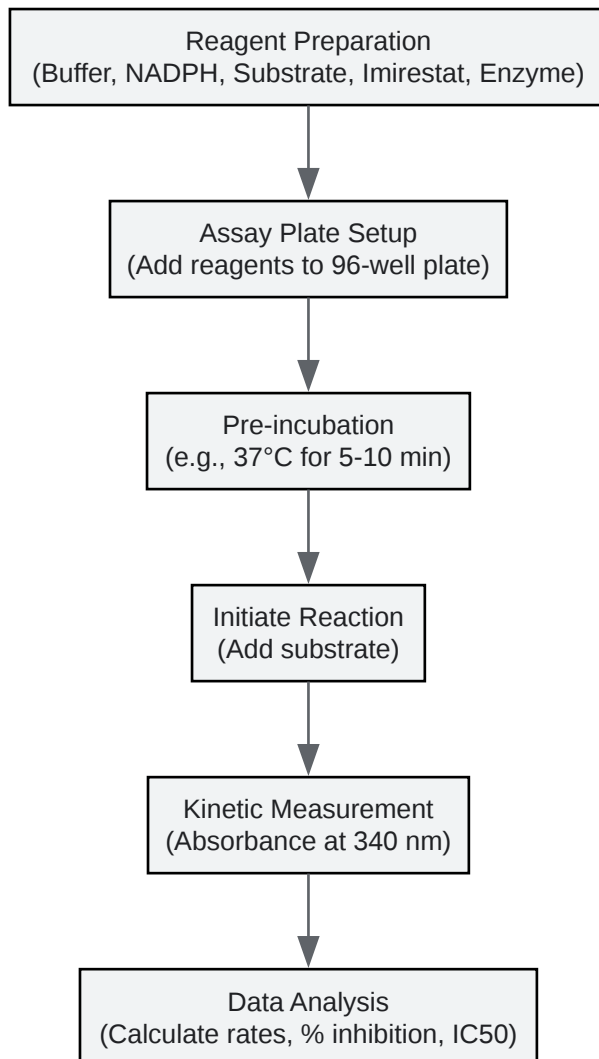 Reagent Preparation
(Buffer, NADPH, Substrate, Imirestat, Enzyme)
Assay Plate Setup
(Add reagents to 96-well plate)
Pre-incubation
(e.g., 37°C for 5-10 min)
Initiate Reaction
(Add substrate)
Kinetic Measurement
(Absorbance at 340 nm)
Data Analysis
(Calculate rates, % inhibition, IC50)